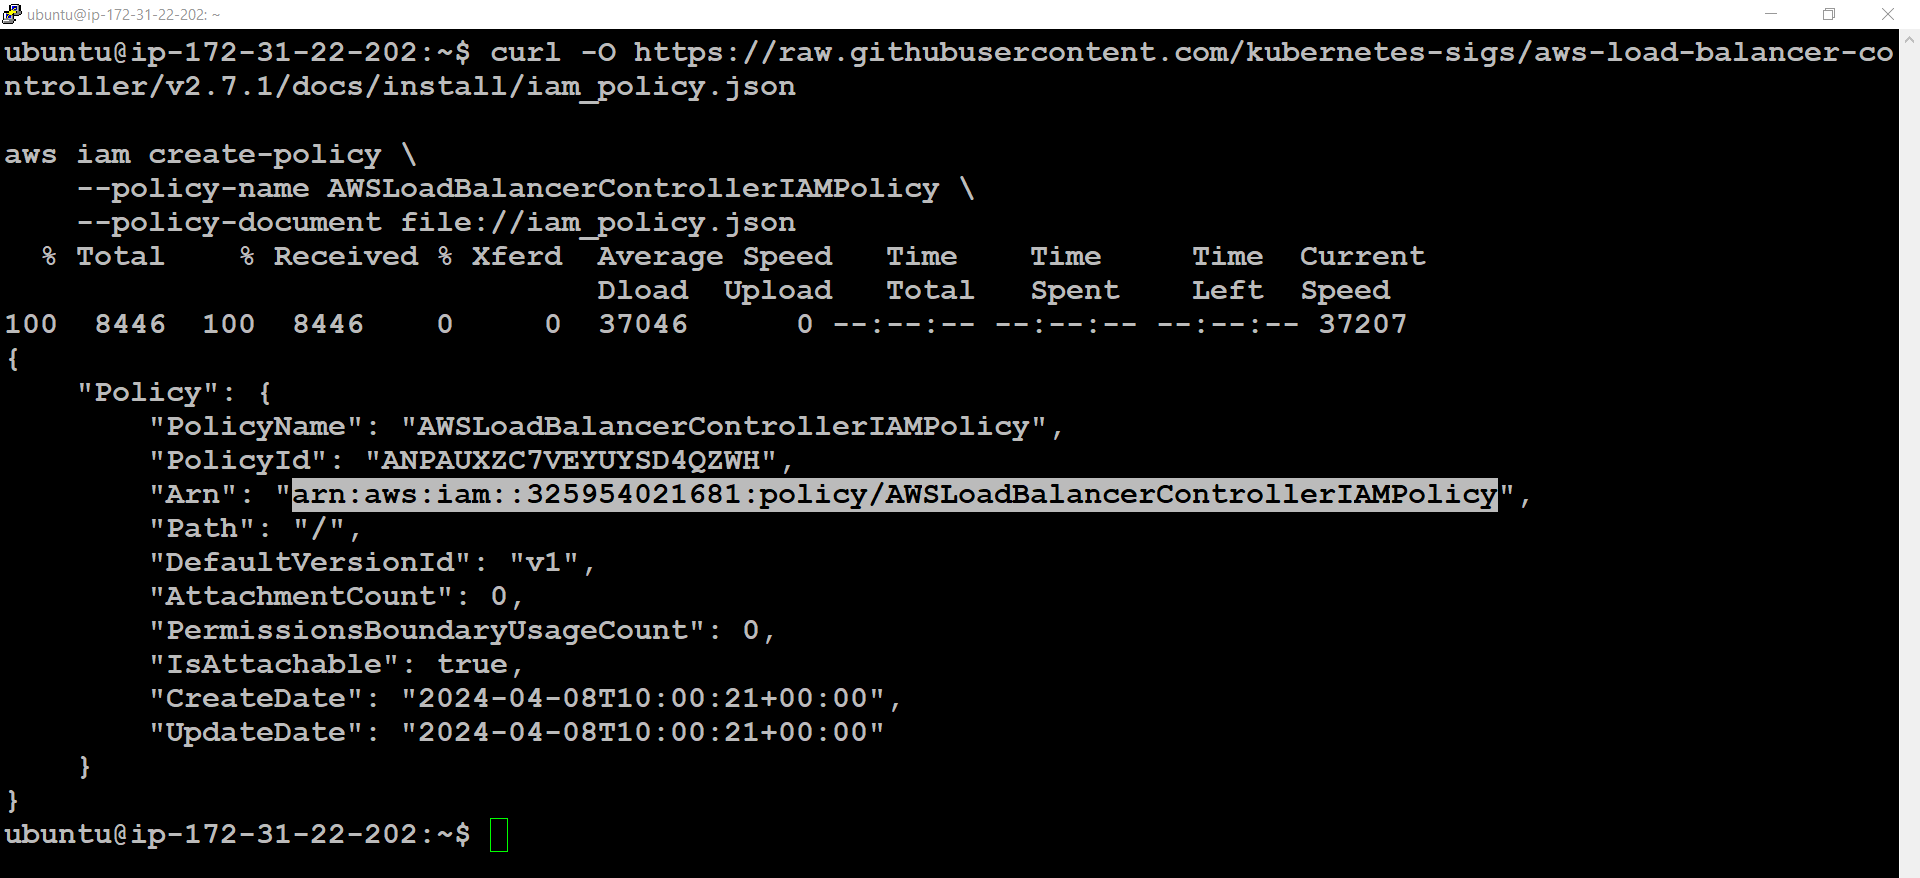 ubuntu@ip-172-31-22-202: ~
ubuntu@ip-172-31-22-202:~$ curl -O https://raw.githubusercontent.com/kubernetes-sigs/aws-load-balancer-co
ntroller/v2.7.1/docs/install/iam_policy.json
aws iam create-policy \
    --policy-name AWSLoadBalancerControllerIAMPolicy \
    --policy-document file://iam_policy.json
  % Total    % Received % Xferd  Average Speed   Time    Time     Time  Current
                                 Dload  Upload   Total   Spent    Left  Speed
100  8446  100  8446    0     0  37046      0 --:--:-- --:--:-- --:--:-- 37207
{
    "Policy": {
        "PolicyName": "AWSLoadBalancerControllerIAMPolicy",
        "PolicyId": "ANPAUXZC7VEYUYSD4QZWH",
        "Arn": "arn:aws:iam::325954021681:policy/AWSLoadBalancerControllerIAMPolicy",
        "Path": "/",
        "DefaultVersionId": "v1",
        "AttachmentCount": 0,
        "PermissionsBoundaryUsageCount": 0,
        "IsAttachable": true,
        "CreateDate": "2024-04-08T10:00:21+00:00",
        "UpdateDate": "2024-04-08T10:00:21+00:00"
    }
}
ubuntu@ip-172-31-22-202:~$